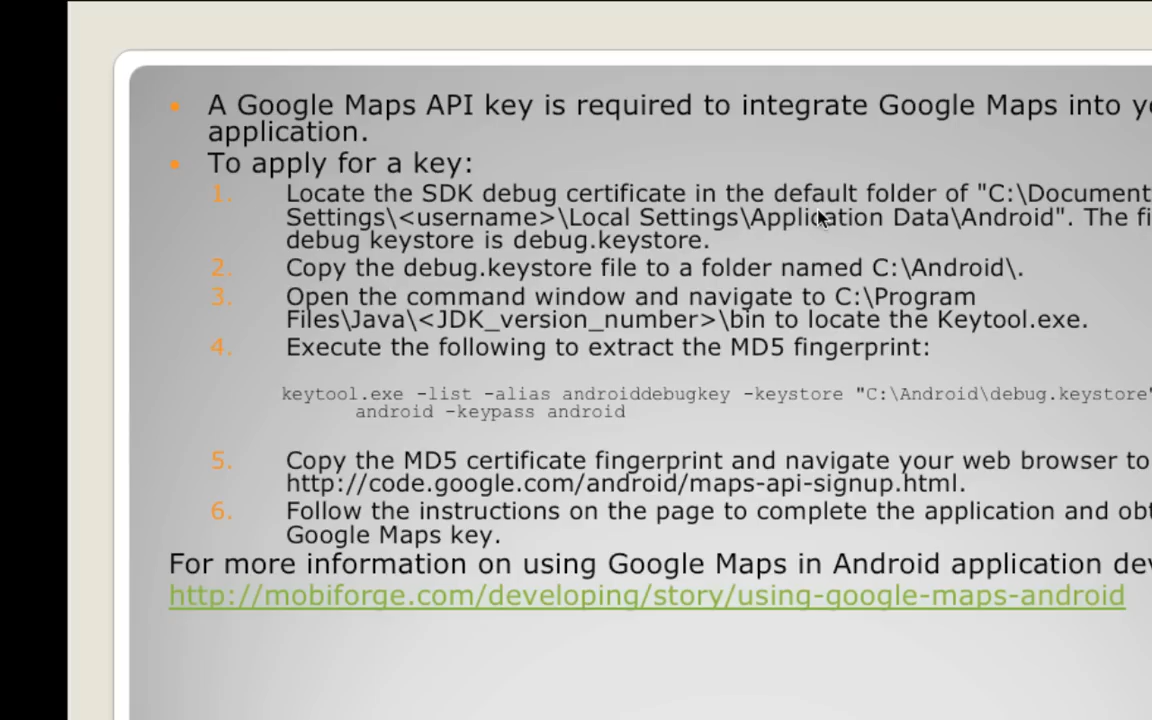 • A Google Maps API key is required to integrate Google Maps into
application.
• To apply for a key:
1. Locate the SDK debug certificate in the default folder of "C:\Document
Settings\<username>\Local Settings\Application Data\Android". The
debug keystore is debug.keystore.
2. Copy the debug.keystore file to a folder named C:\Android\.
3. Open the command window and navigate to C:\Program
Files\Java\<JDK_version_number>\bin to locate the Keytool.exe.
4. Execute the following to extract the MD5 fingerprint:
keytool.exe -list -alias androiddebugkey -keystore "C:\Android\debug.keystore"
android -keypass android
5. Copy the MD5 certificate fingerprint and navigate your web browser to
http://code.google.com/android/maps-api-signup.html.
6. Follow the instructions on the page to complete the application and
Google Maps key.
For more information on using Google Maps in Android application
http://mobiforge.com/developing/story/using-google-maps-android